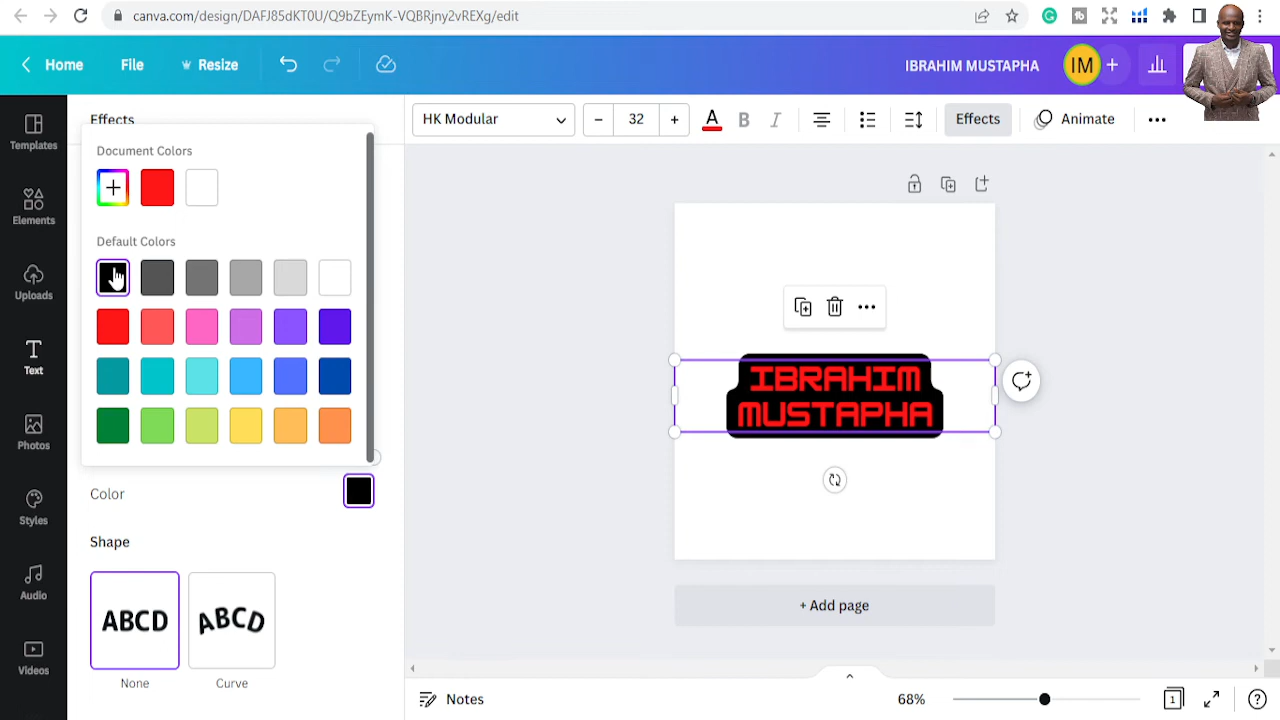 canva.com/design/DAFJ85dKT0U/Q9bZEymK-VQBRjny2vREXg/edit
Home
File
Resize
IBRAHIM MUSTAPHA
IM
Templates
Elements
Uploads
Text
Photos
Styles
Audio
Videos
Effects
Document Colors
Default Colors
Color
Shape
ABCD
ABCD
None
Curve
HK Modular
32
A
B
I
Effects
Animate
IBRAHIM
MUSTAPHA
+ Add page
Notes
68%
1